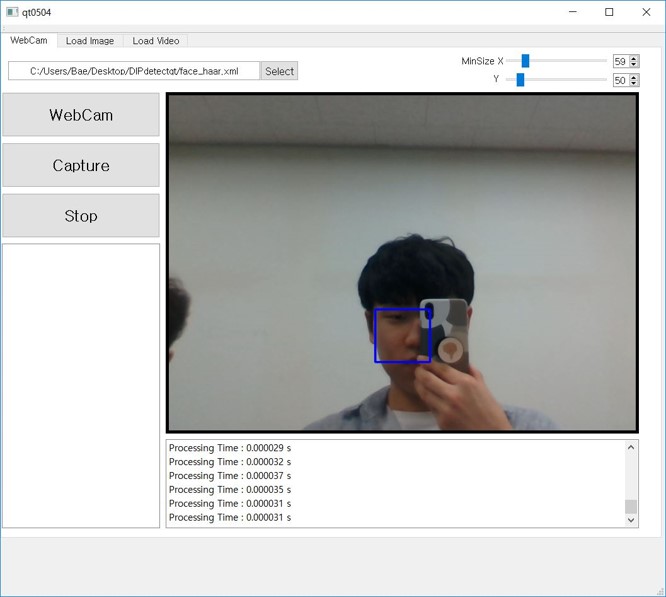 qt0504
WebCam Load Image Load Video
C:/Users/Bae/Desktop/DIPdetectqt/face_haar.xml Select
MinSize X 59
Y 50
WebCam
Capture
Stop
Processing Time : 0.000029 s
Processing Time : 0.000032 s
Processing Time : 0.000037 s
Processing Time : 0.000035 s
Processing Time : 0.000031 s
Processing Time : 0.000031 s